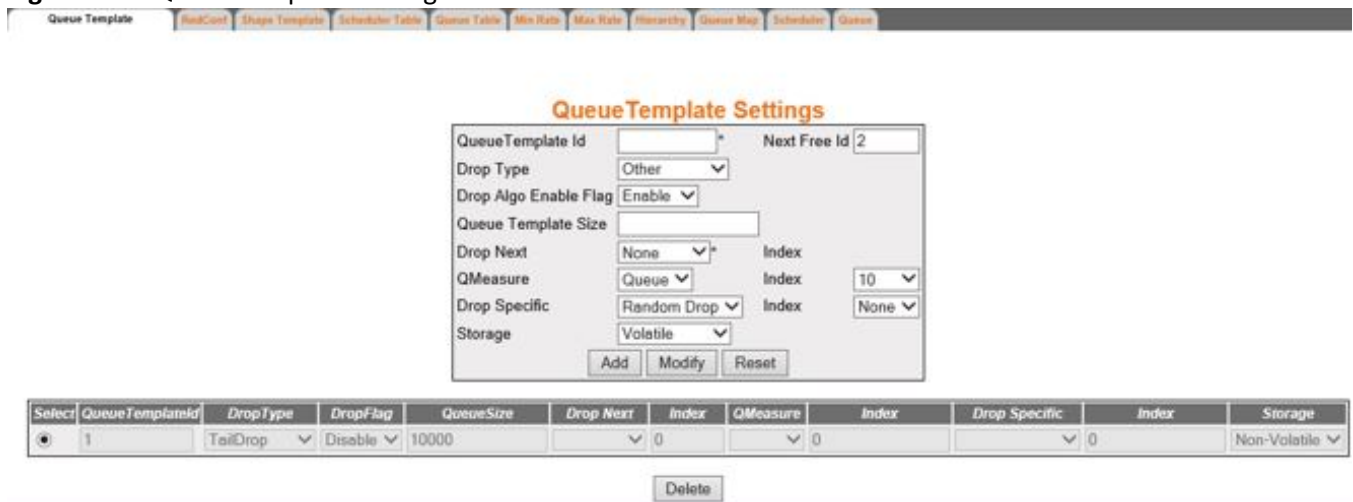 Queue Template RedConf Shape Template Scheduler Table Queue Table Min Rate Max Rate Hierarchy Queue Map Scheduler Queue
QueueTemplate Settings
QueueTemplate Id * Next Free Id 2
Drop Type Other
Drop Algo Enable Flag Enable
Queue Template Size
Drop Next None * Index
QMeasure Queue Index 10
Drop Specific Random Drop Index None
Storage Volatile
Add Modify Reset
Select QueueTemplateId DropType DropFlag QueueSize Drop Next Index QMeasure Index Drop Specific Index Storage
1 TailDrop Disable 10000 0 0 0 Non-Volatile
Delete